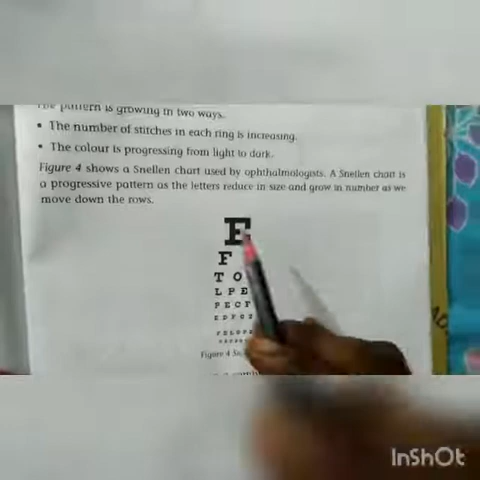 The pattern is growing in two ways.
• The number of stitches in each ring is increasing.
• The colour is progressing from light to dark.
Figure 4 shows a Snellen chart used by ophthalmologists. A Snellen chart is
a progressive pattern as the letters reduce in size and grow in number as we
move down the rows.
E
F
T O
L P E
P E C F
E D F C Z
F E L O P Z
Figure 4 Sn
InShOt